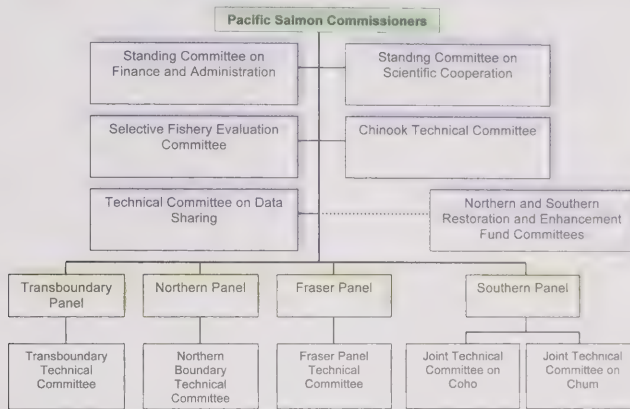 Pacific Salmon Commissioners
Standing Committee on
Finance and Administration
Standing Committee on
Scientific Cooperation
Selective Fishery Evaluation
Committee
Chinook Technical Committee
Technical Committee on Data
Sharing
Northern and Southern
Restoration and Enhancement
Fund Committees
Transboundary
Panel
Northern Panel
Fraser Panel
Southern Panel
Transboundary
Technical
Committee
Northern
Boundary
Technical
Committee
Fraser Panel
Technical
Committee
Joint Technical
Committee on
Coho
Joint Technical
Committee on
Chum